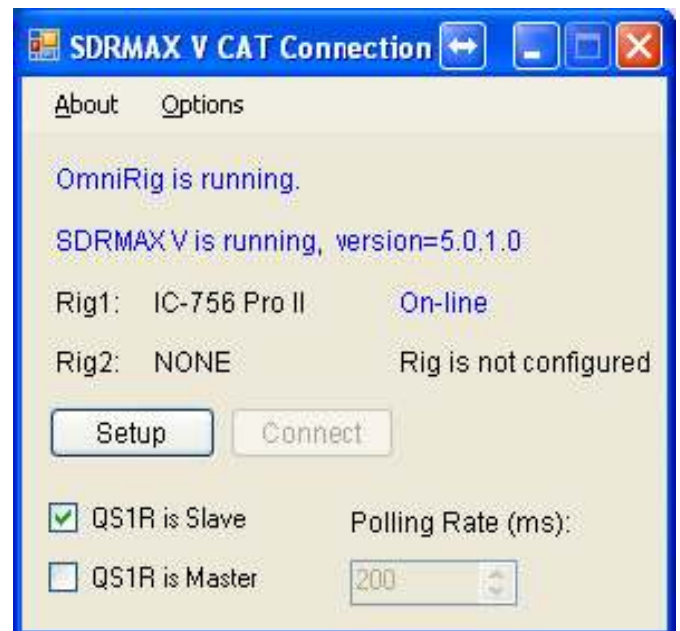 SDRMAX V CAT Connection
About Options
OmniRig is running.
SDRMAX V is running, version=5.0.1.0
Rig1: IC-756 Pro II On-line
Rig2: NONE Rig is not configured
Setup Connect
QS1R is Slave Polling Rate (ms):
QS1R is Master 200